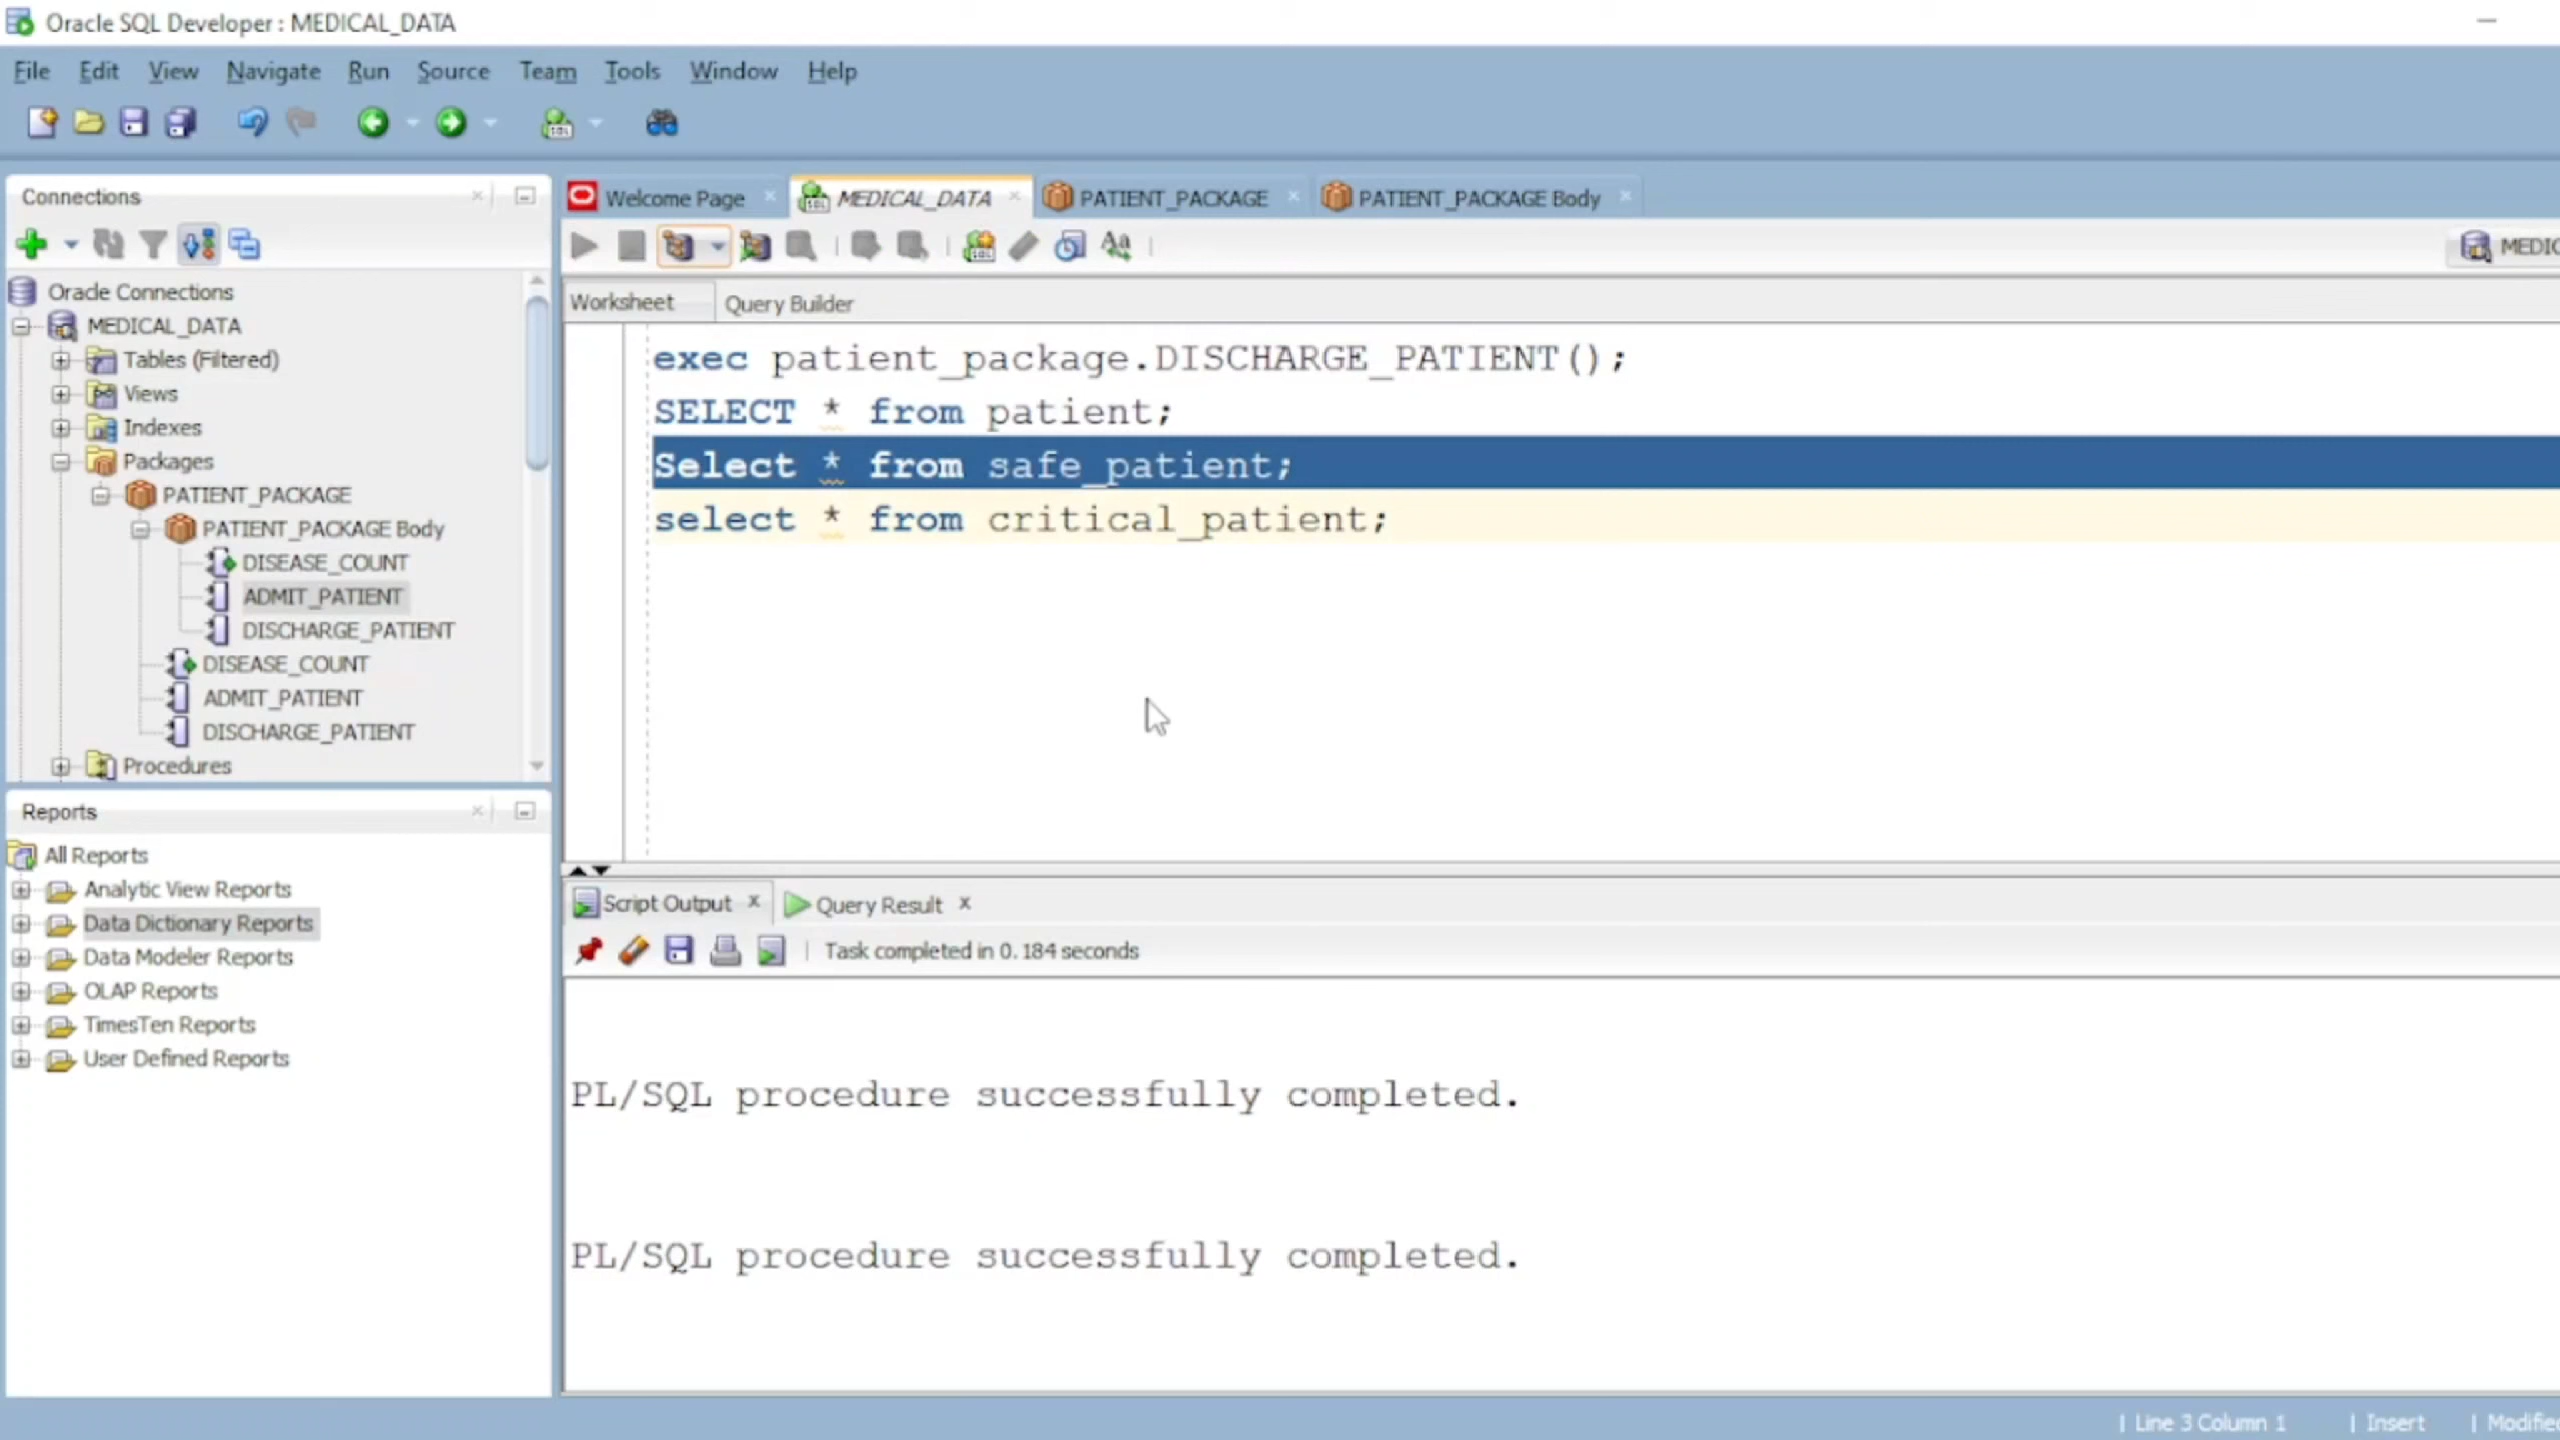 Oracle SQL Developer : MEDICAL_DATA
File Edit View Navigate Run Source Team Tools Window Help
Connections
Oracle Connections
MEDICAL_DATA
Tables (Filtered)
Views
Indexes
Packages
PATIENT_PACKAGE
PATIENT_PACKAGE Body
DISEASE_COUNT
ADMIT_PATIENT
DISCHARGE_PATIENT
DISEASE_COUNT
ADMIT_PATIENT
DISCHARGE_PATIENT
Procedures
Reports
All Reports
Analytic View Reports
Data Dictionary Reports
Data Modeler Reports
OLAP Reports
TimesTen Reports
User Defined Reports
Welcome Page MEDICAL_DATA PATIENT_PACKAGE PATIENT_PACKAGE Body
MEDIC
Worksheet Query Builder
exec patient_package.DISCHARGE_PATIENT();
SELECT * from patient;
Select * from safe_patient;
select * from critical_patient;
Script Output Query Result
Task completed in 0.184 seconds
PL/SQL procedure successfully completed.
PL/SQL procedure successfully completed.
Line 3 Column 1 Insert Modified